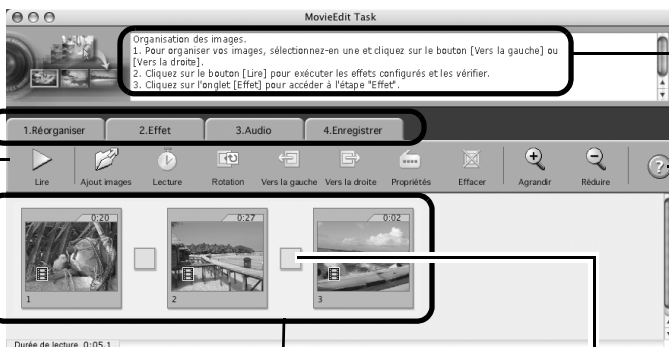 MovieEdit Task
Organisation des images.
1. Pour organiser vos images, sélectionnez-en une et cliquez sur le bouton [Vers la gauche] ou
[Vers la droite].
2. Cliquez sur le bouton [Lire] pour exécuter les effets configurés et les vérifier.
3. Cliquez sur l'onglet [Effet] pour accéder à l'étape "Effet".
1.Réorganiser 2.Effet 3.Audio 4.Enregistrer
Lire Ajout images Lecture Rotation Vers la gauche Vers la droite Propriétés Effacer Agrandir Réduire ?
0:20 0:27 0:02
1 2 3
Durée de lecture 0:05.1